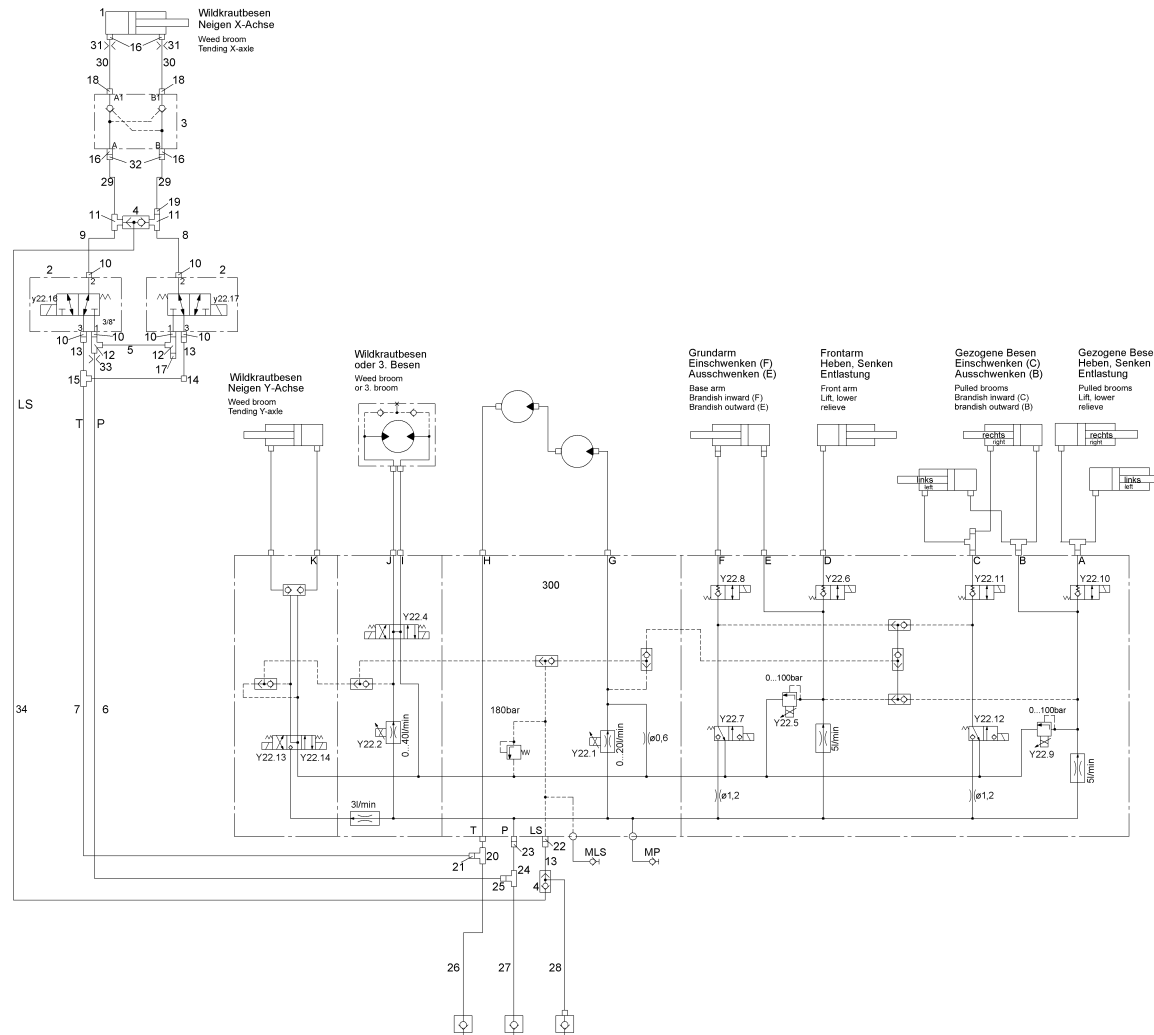 1
Wildkrautbesen
Neigen X-Achse
Weed broom
Tending X-axle
31
16
31
30
30
18
18
A1
B1
3
A
B
16
32
16
29
29
19
4
11
11
9
8
2
10
10
2
2
2
y22.16
y22.17
3/8"
3
1
1
3
10
10
10
10
13
12
5
12
13
33
17
15
14
LS
T
P
34
7
6
Wildkrautbesen
Neigen Y-Achse
Weed broom
Tending Y-axle
Wildkrautbesen
oder 3. Besen
Weed broom
or 3. broom
Grundarm
Einschwenken (F)
Ausschwenken (E)
Base arm
Brandish inward (F)
Brandish outward (E)
Frontarm
Heben, Senken
Entlastung
Front arm
Lift, lower
relieve
Gezogene Besen
Einschwenken (C)
Ausschwenken (B)
Pulled brooms
Brandish inward (C)
brandish outward (B)
Gezogene Bese
Heben, Senken
Entlastung
Pulled brooms
Lift, lower
relieve
rechts
right
rechts
right
links
left
links
left
K
J
I
H
G
F
E
D
C
B
A
300
Y22.8
Y22.6
Y22.11
Y22.10
Y22.4
0...100bar
0...100bar
180bar
Y22.7
Y22.5
Y22.12
Y22.9
Y22.13
Y22.14
Y22.2
0...40l/min
Y22.1
0...20l/min
ø0,6
5l/min
5l/min
ø1,2
ø1,2
3l/min
T
P
LS
MLS
MP
20
21
23
22
24
25
13
4
26
27
28